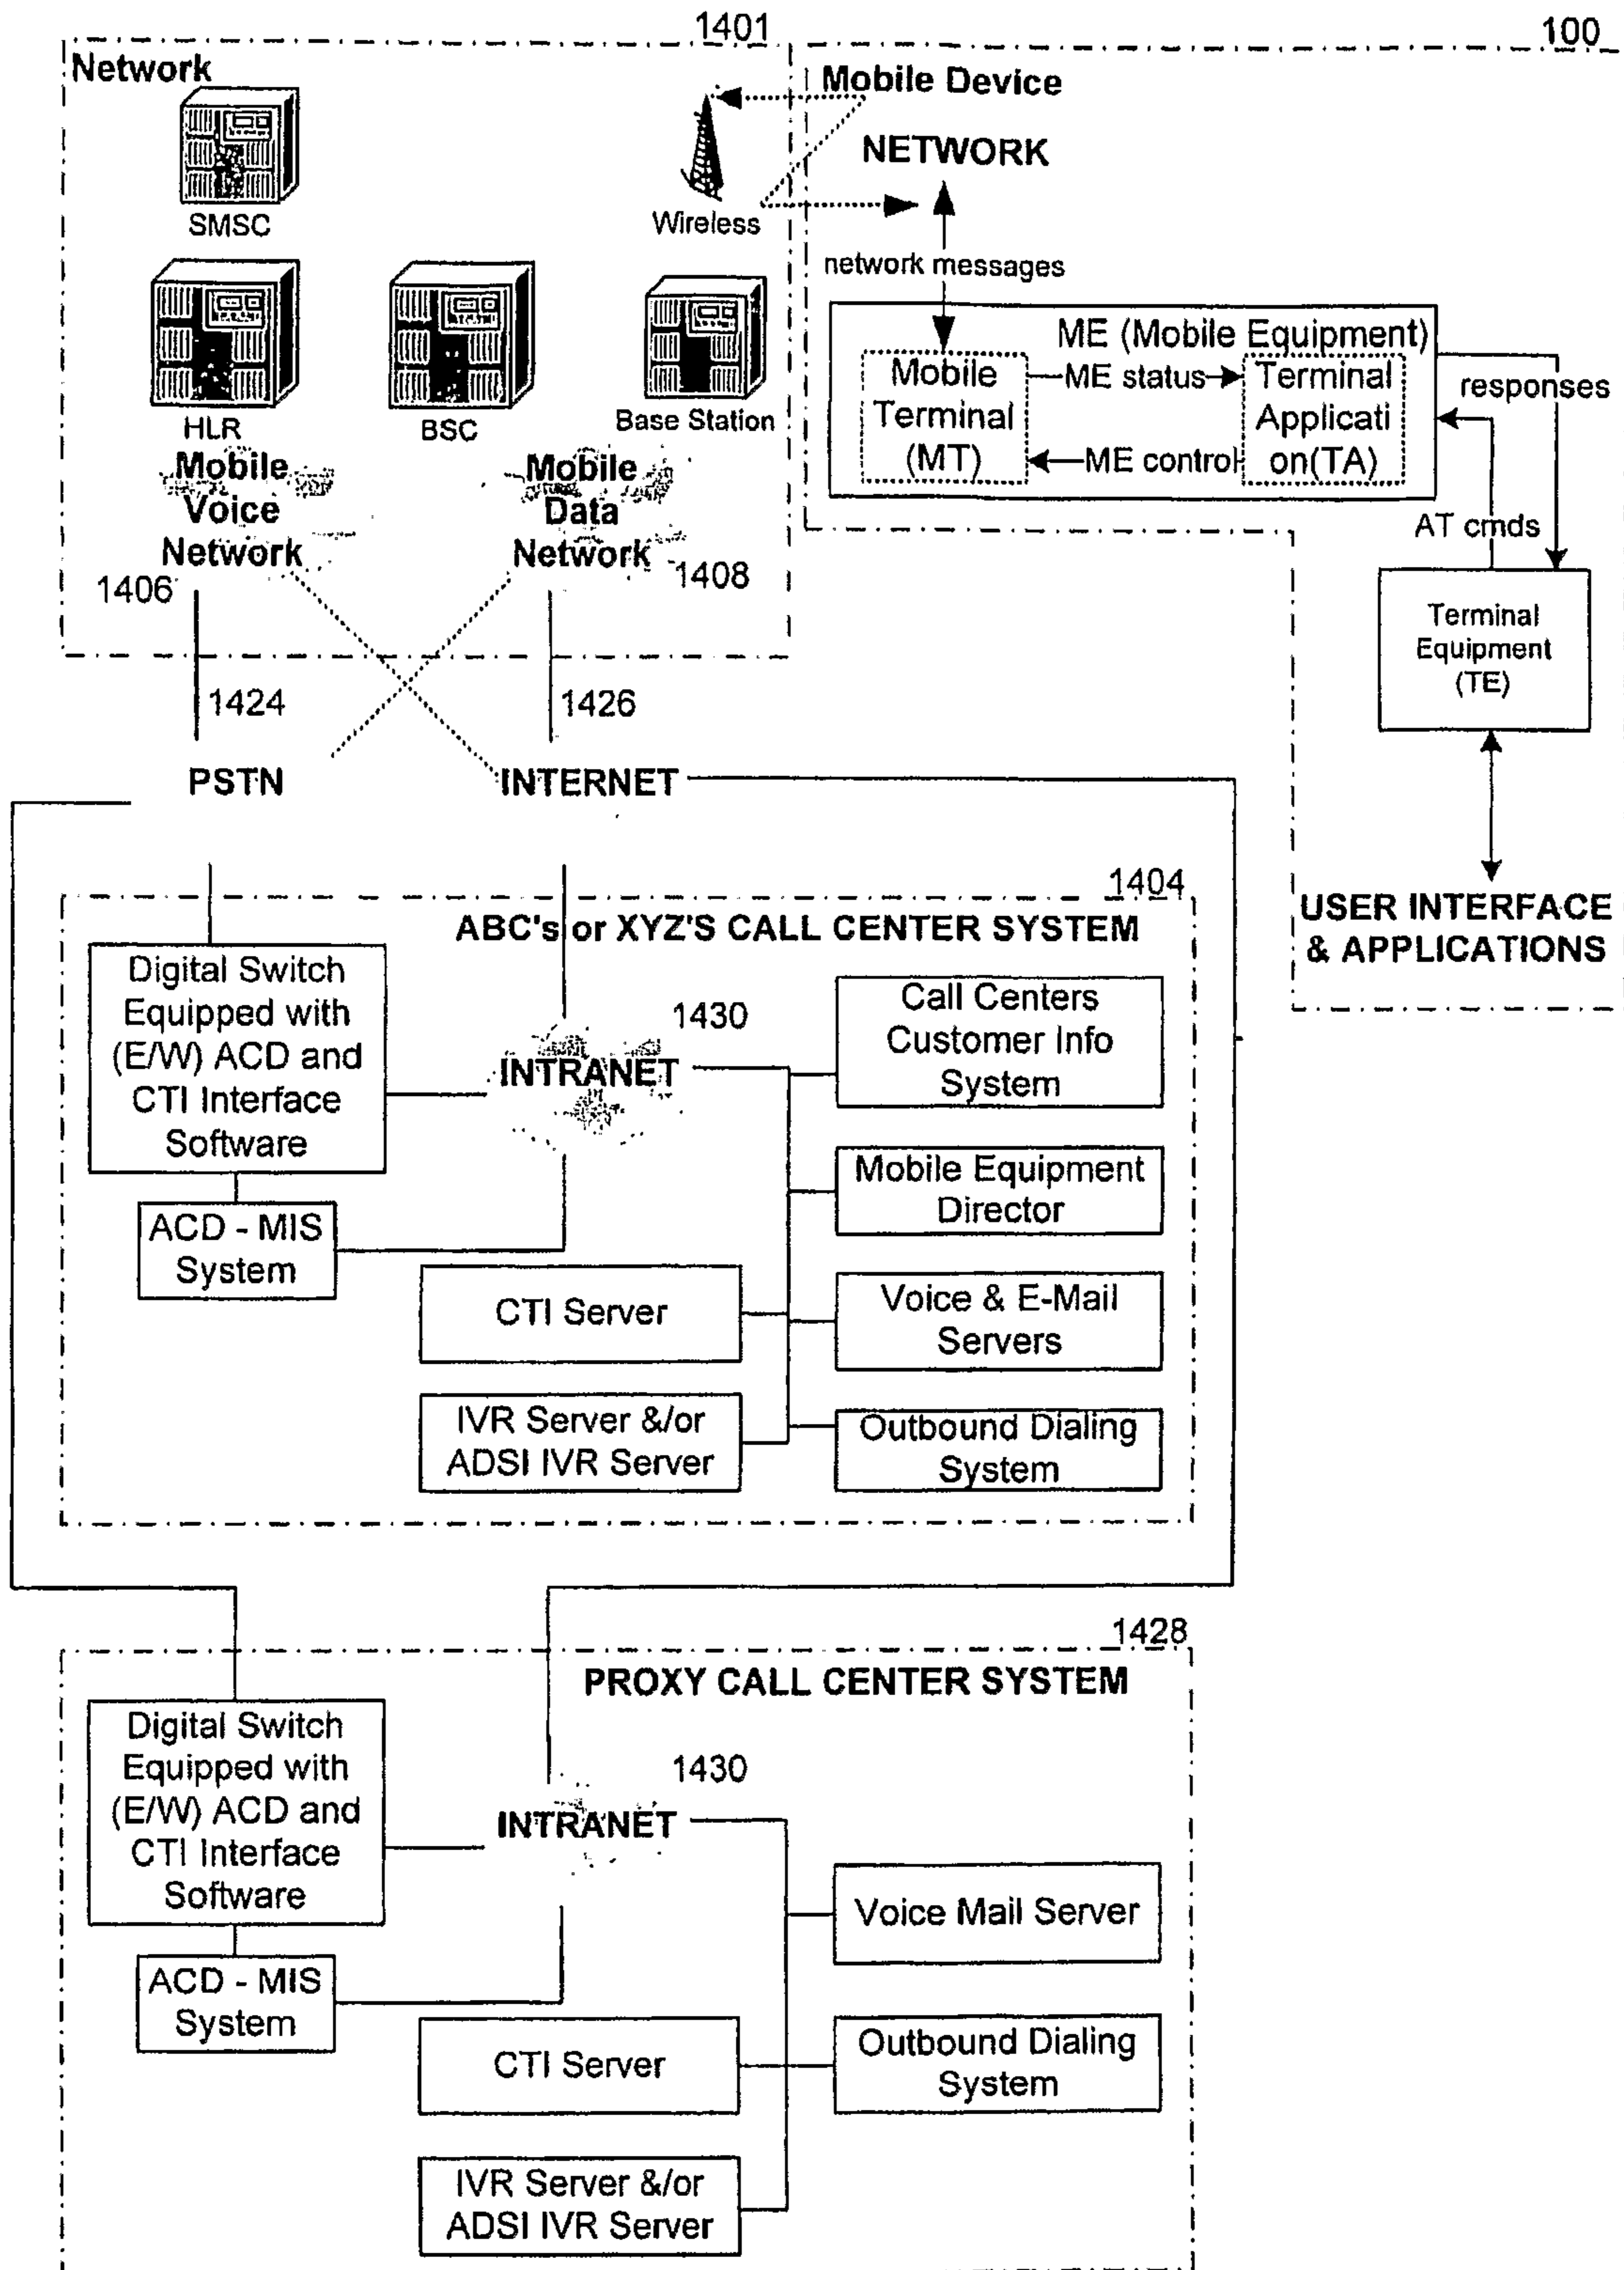 1401
100
Network
Mobile Device
SMSC
Wireless
NETWORK
network messages
HLR
BSC
Base Station
ME (Mobile Equipment)
Mobile
Terminal
(MT)
ME status
ME control
Terminal
Applicati
on(TA)
responses
AT cmds
Terminal
Equipment
(TE)
USER INTERFACE
& APPLICATIONS
Mobile
Voice
Network
1406
Mobile
Data
Network
1408
1424
1426
PSTN
INTERNET
1404
ABC's or XYZ'S CALL CENTER SYSTEM
Digital Switch
Equipped with
(E/W) ACD and
CTI Interface
Software
INTRANET
1430
Call Centers
Customer Info
System
Mobile Equipment
Director
ACD - MIS
System
CTI Server
Voice & E-Mail
Servers
IVR Server &/or
ADSI IVR Server
Outbound Dialing
System
1428
PROXY CALL CENTER SYSTEM
Digital Switch
Equipped with
(E/W) ACD and
CTI Interface
Software
INTRANET
1430
Voice Mail Server
ACD - MIS
System
CTI Server
Outbound Dialing
System
IVR Server &/or
ADSI IVR Server